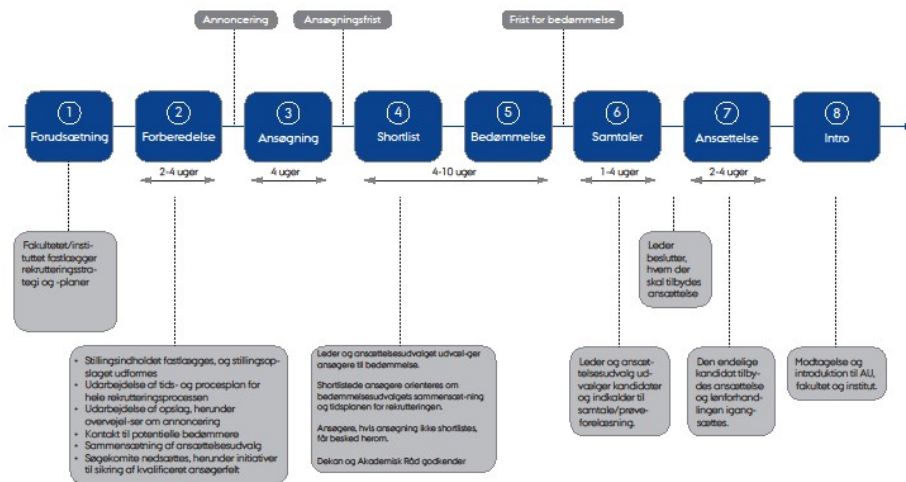 Annoncering
Ansøgningsfrist
Frist for bedømmelse
1
Forudsætning
2
Forberedelse
3
Ansøgning
4
Shortlist
5
Bedømmelse
6
Samtaler
7
Ansættelse
8
Intro
2-4 uger
4 uger
4-10 uger
1-4 uger
2-4 uger
Fakultetet/insti-
tuttet fastlægger
rekrutteringsstra-
tegi og -planer
Leder
beslutter,
hvem der
skal tilbydes
ansættelse
• Stillingsindholdet fastlægges, og stillingsop-
slaget udformes
• Udarbejdelse af tids- og procesplan for
hele rekrutteringsprocessen
• Udarbejdelse af opslag, herunder
overvejel-ser om annoncering
• Kontakt til potentielle bedømmere
• Sammensætning af ansættelsesudvalg
• Søgekomite nedsættes, herunder initiativer
til sikring af kvalificeret ansøgerfelt
Leder og ansættelsesudvalget udvæl-ger
ansøgere til bedømmelse.
Shortlistede ansøgere orienteres om
bedømmelsesudvalgets sammensæt-ning
og tidsplanen for rekrutteringen.
Ansøgere, hvis ansøgning ikke shortlistes,
får besked herom.
Dekan og Akademisk Råd godkender
Leder og ansæt-
telsesudvalg ud-
vælger kandidater
og indkalder til
samtale/prøve-
forelæsning.
Den endelige
kandidat tilby-
des ansættelse
og lønforhand-
lingen igang-
sættes.
Modtagelse og
introduktion til AU,
fakultet og institut.